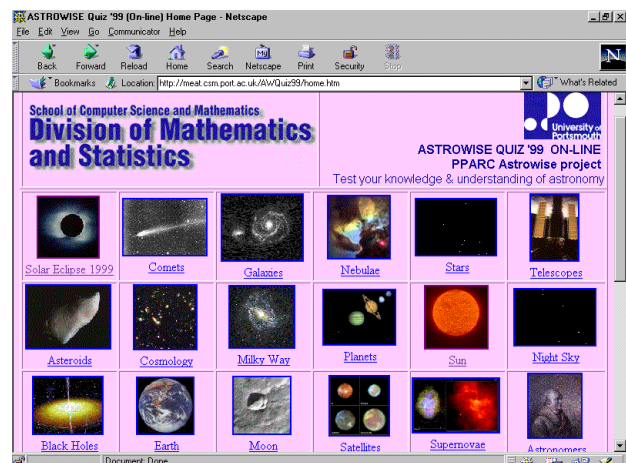 ASTROWISE Quiz '99 (On-line) Home Page - Netscape
File Edit View Go Communicator Help
Back Forward Reload Home Search Netscape Print Security Stop
N
Bookmarks Location: http://meat.csm.port.ac.uk/AWQuiz99/home.htm What's Related
School of Computer Science and Mathematics
Division of Mathematics
and Statistics
University of
Portsmouth
ASTROWISE QUIZ '99 ON-LINE
PPARC Astrowise project
Test your knowledge & understanding of astronomy
Solar Eclipse 1999 Comets Galaxies Nebulae Stars Telescopes
Asteroids Cosmology Milky Way Planets Sun Night Sky
Black Holes Earth Moon Satellites Supernovae Astronomers
Document: Done